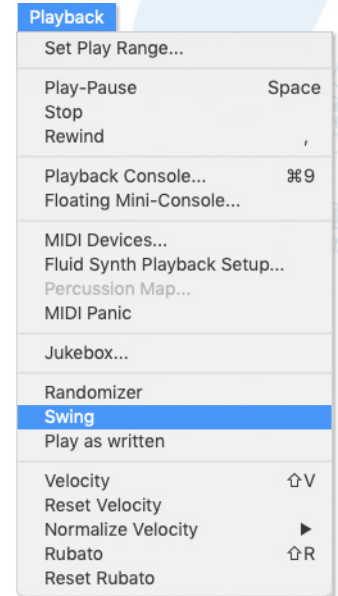 Playback
Set Play Range...
Play-Pause Space
Stop
Rewind ,
Playback Console... ⌘9
Floating Mini-Console...
MIDI Devices...
Fluid Synth Playback Setup...
Percussion Map...
MIDI Panic
Jukebox...
Randomizer
Swing
Play as written
Velocity ⇧V
Reset Velocity
Normalize Velocity ▶
Rubato ⇧R
Reset Rubato